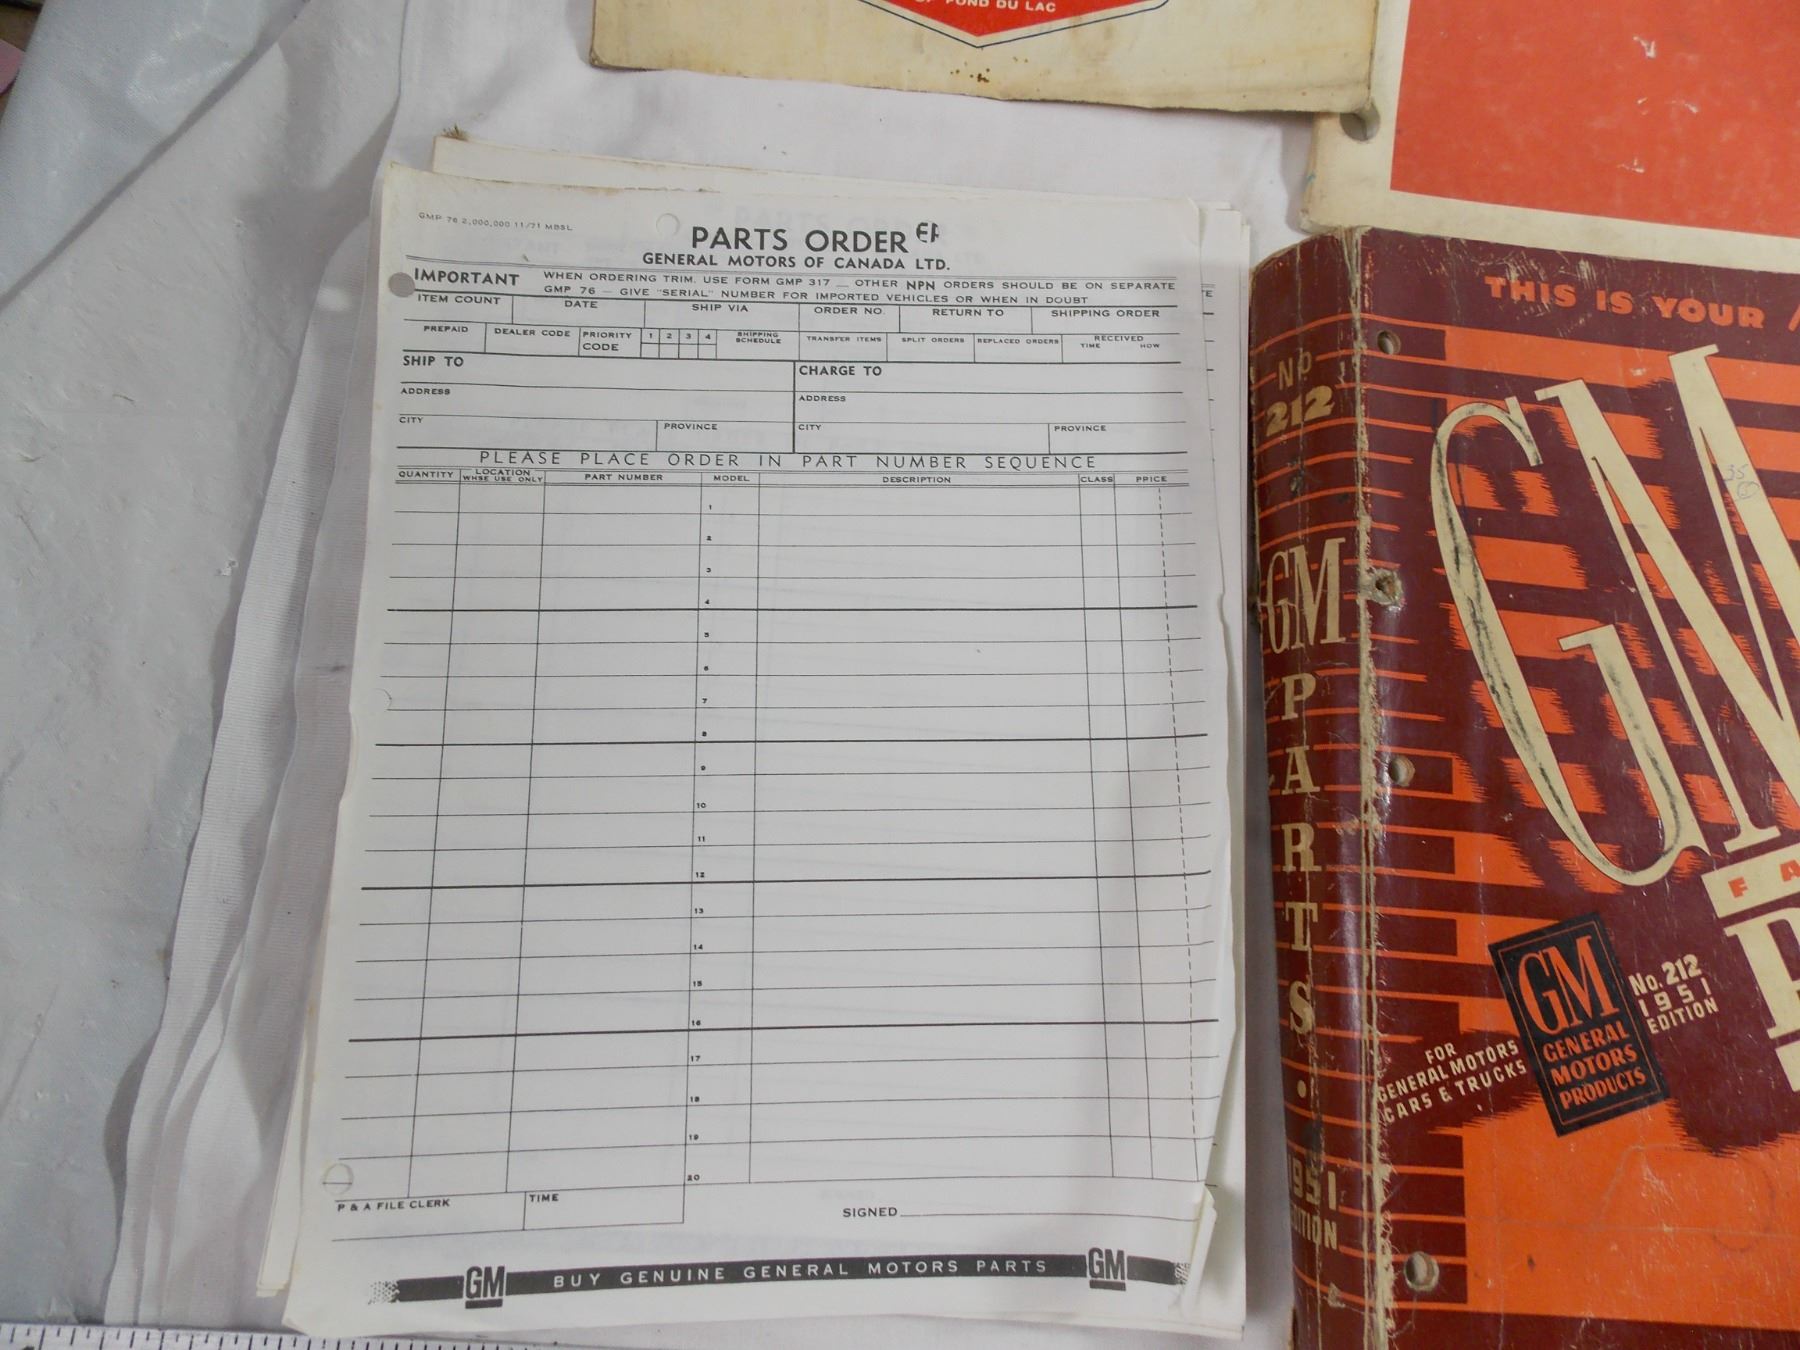 OF FOND DU LAC
GMP 76 2,000,000 11/71 MBSL
PARTS ORDER
GENERAL MOTORS OF CANADA LTD.
IMPORTANT WHEN ORDERING TRIM. USE FORM GMP 317 — OTHER NPN ORDERS SHOULD BE ON SEPARATE
GMP 76 — GIVE "SERIAL" NUMBER FOR IMPORTED VEHICLES OR WHEN IN DOUBT
ITEM COUNT DATE SHIP VIA ORDER NO. RETURN TO SHIPPING ORDER
PREPAID DEALER CODE PRIORITY CODE 1 2 3 4 SHIPPING SCHEDULE TRANSFER ITEMS SPLIT ORDERS REPLACED ORDERS RECEIVED TIME HOW
SHIP TO CHARGE TO
ADDRESS ADDRESS
CITY PROVINCE CITY PROVINCE
PLEASE PLACE ORDER IN PART NUMBER SEQUENCE
QUANTITY LOCATION WHSE USE ONLY PART NUMBER MODEL DESCRIPTION CLASS PRICE
1
2
3
4
5
6
7
8
9
10
11
12
13
14
15
16
17
18
19
20
P & A FILE CLERK TIME SIGNED
GM BUY GENUINE GENERAL MOTORS PARTS GM
No 212
GM
PARTS
•
1951
EDITION
THIS IS YOUR
GM
35
FOR
GENERAL MOTORS
CARS & TRUCKS
GM
GENERAL
MOTORS
PRODUCTS
No. 212
1951
EDITION